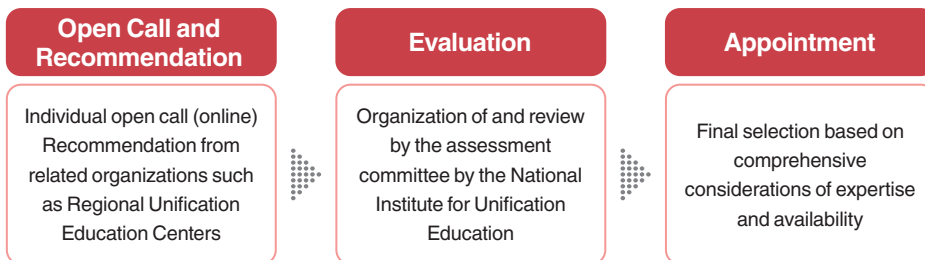 Open Call and
Recommendation
Individual open call (online)
Recommendation from
related organizations such
as Regional Unification
Education Centers
Evaluation
Organization of and review
by the assessment
committee by the National
Institute for Unification
Education
Appointment
Final selection based on
comprehensive
considerations of expertise
and availability